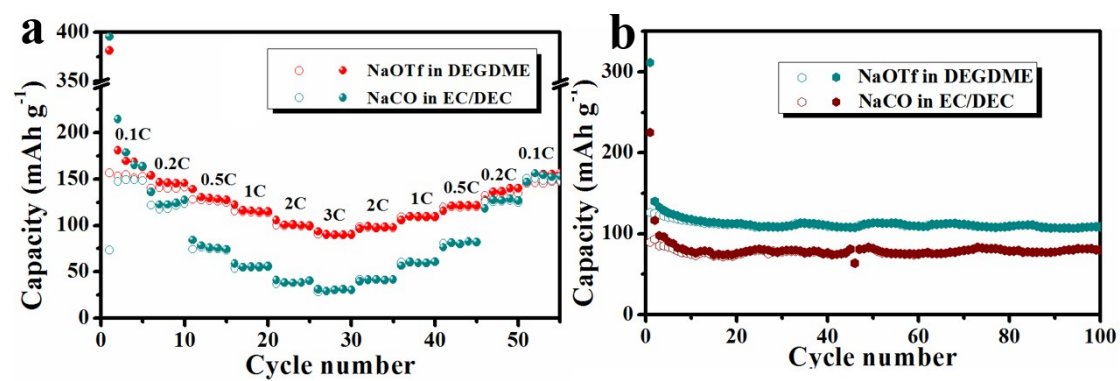 a
Capacity (mAh g-1)
400
350
200
150
100
50
0
NaOTf in DEGDME
NaCO in EC/DEC
0.1C
0.2C
0.5C
1C
2C
3C
2C
1C
0.5C
0.2C
0.1C
0 10 20 30 40 50
Cycle number
b
Capacity (mAh g-1)
300
200
100
0
NaOTf in DEGDME
NaCO in EC/DEC
0 20 40 60 80 100
Cycle number